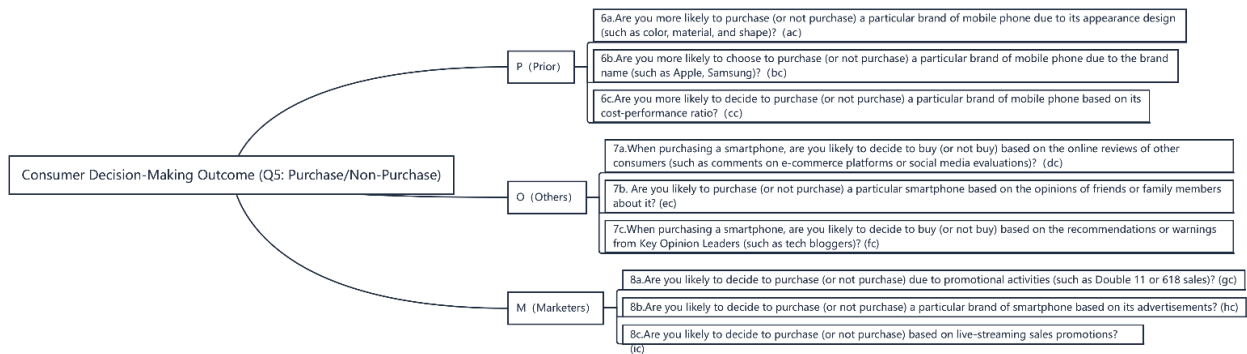 6a.Are you more likely to purchase (or not purchase) a particular brand of mobile phone due to its appearance design
(such as color, material, and shape)? (ac)
P (Prior)
6b.Are you more likely to choose to purchase (or not purchase) a particular brand of mobile phone due to the brand
name (such as Apple, Samsung)? (bc)
6c.Are you more likely to decide to purchase (or not purchase) a particular brand of mobile phone based on its
cost-performance ratio? (cc)
Consumer Decision-Making Outcome (Q5: Purchase/Non-Purchase)
7a.When purchasing a smartphone, are you likely to decide to buy (or not buy) based on the online reviews of other
consumers (such as comments on e-commerce platforms or social media evaluations)? (dc)
O (Others)
7b. Are you likely to purchase (or not purchase) a particular smartphone based on the opinions of friends or family members
about it? (ec)
7c.When purchasing a smartphone, are you likely to decide to buy (or not buy) based on the recommendations or warnings
from Key Opinion Leaders (such as tech bloggers)? (fc)
8a.Are you likely to decide to purchase (or not purchase) due to promotional activities (such as Double 11 or 618 sales)? (gc)
M (Marketers)
8b.Are you likely to decide to purchase (or not purchase) a particular brand of smartphone based on its advertisements? (hc)
8c.Are you likely to decide to purchase (or not purchase) based on live-streaming sales promotions?
(ic)